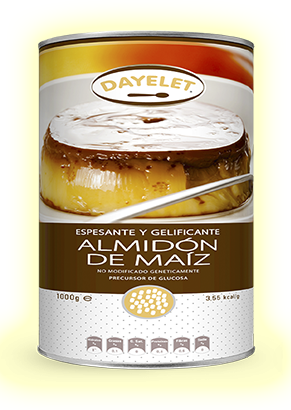 DAYELET
ESPESANTE Y GELIFICANTE
ALMIDÓN
DE MAÍZ
NO MODIFICADO GENETICAMENTE
PRECURSOR DE GLUCOSA
1000g e 3,55 kcal/g